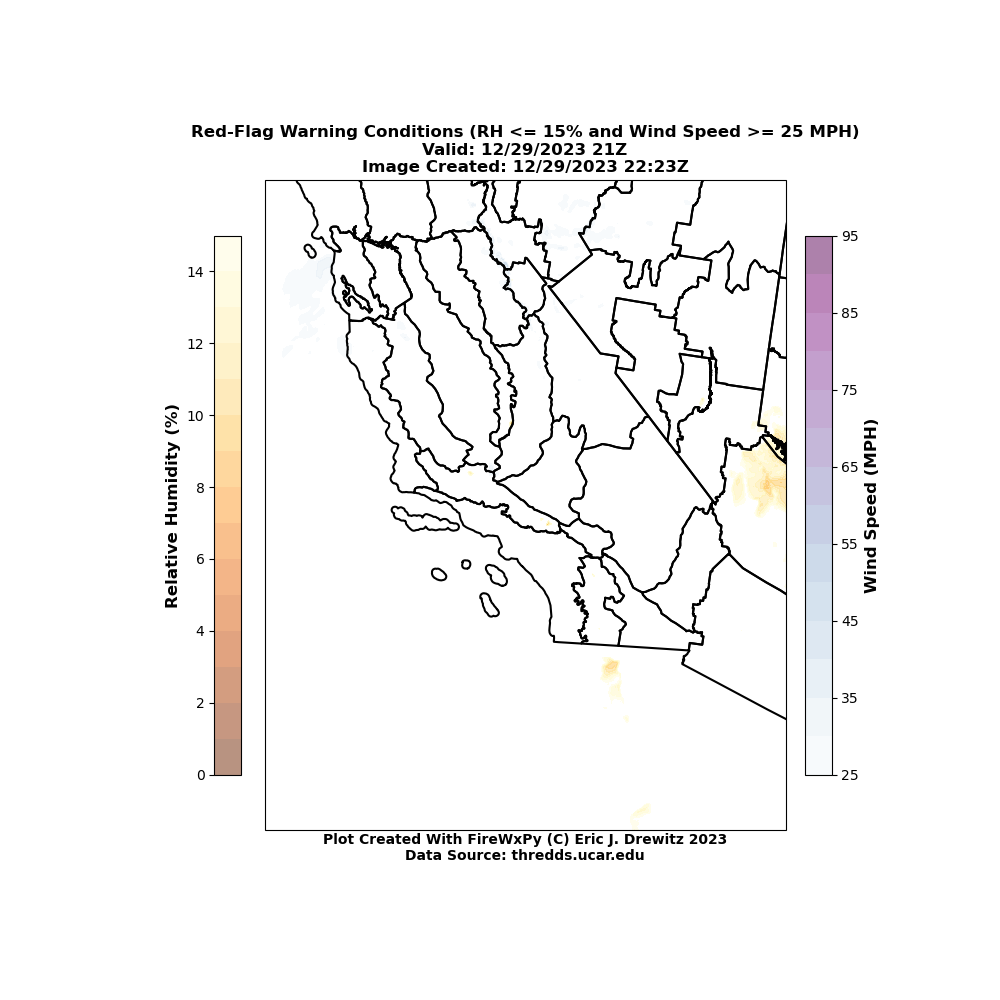 Red-Flag Warning Conditions (RH <= 15% and Wind Speed >= 25 MPH)
Valid: 12/29/2023 21Z
Image Created: 12/29/2023 22:23Z
14
12
10
8
6
4
2
0
Relative Humidity (%)
95
85
75
65
55
45
35
25
Wind Speed (MPH)
Plot Created With FireWxPy (C) Eric J. Drewitz 2023
Data Source: thredds.ucar.edu